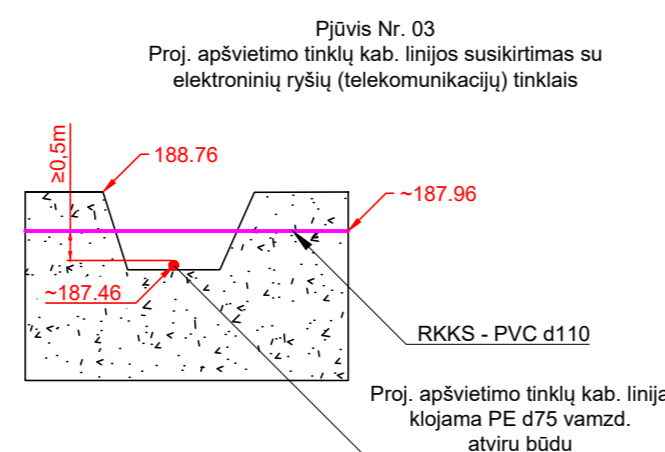 Pjūvis Nr. 03
Proj. apšvietimo tinklų kab. linijos susikirtimas su
elektroninių ryšių (telekomunikacijų) tinklais
≥0,5m
188.76
~187.96
~187.46
RKKS - PVC d110
Proj. apšvietimo tinklų kab. linija
klojama PE d75 vamzd.
atviru būdu